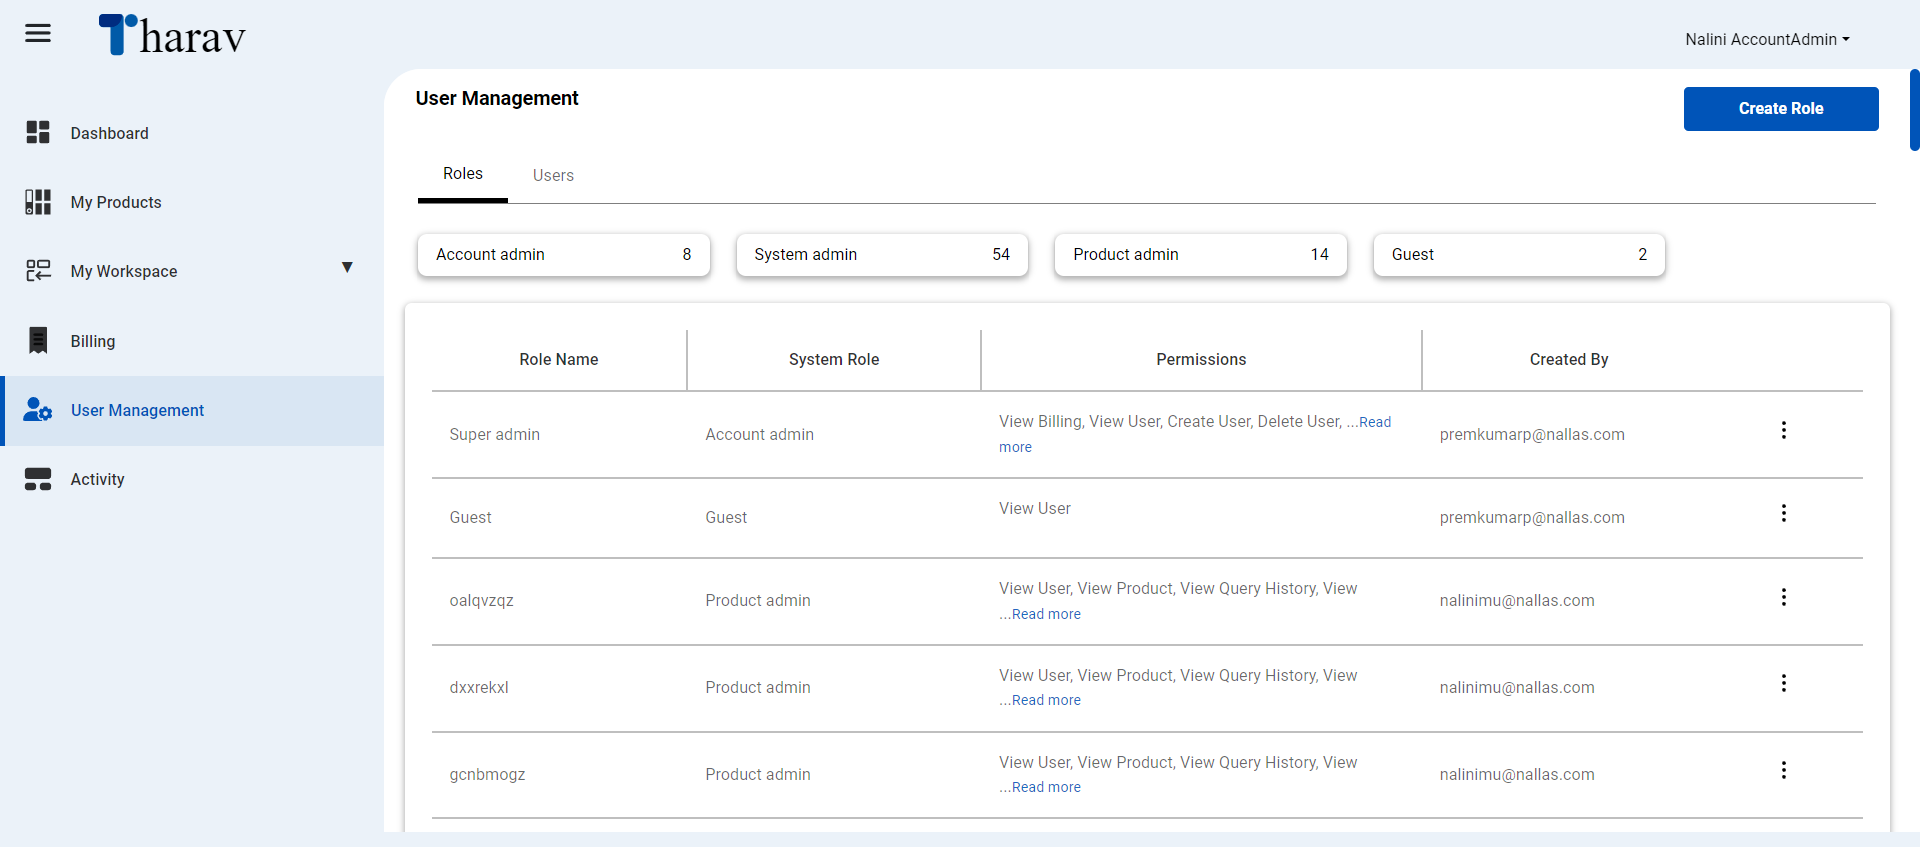 Tharav
Nalini AccountAdmin
Dashboard
My Products
My Workspace
Billing
User Management
Activity
User Management
Create Role
Roles
Users
Account admin 8
System admin 54
Product admin 14
Guest 2
Role Name System Role Permissions Created By
Super admin Account admin View Billing, View User, Create User, Delete User, ...Read
more premkumarp@nallas.com
Guest Guest View User premkumarp@nallas.com
oalqvzqz Product admin View User, View Product, View Query History, View
...Read more nalinimu@nallas.com
dxxrekxl Product admin View User, View Product, View Query History, View
...Read more nalinimu@nallas.com
gcnbmogz Product admin View User, View Product, View Query History, View
...Read more nalinimu@nallas.com